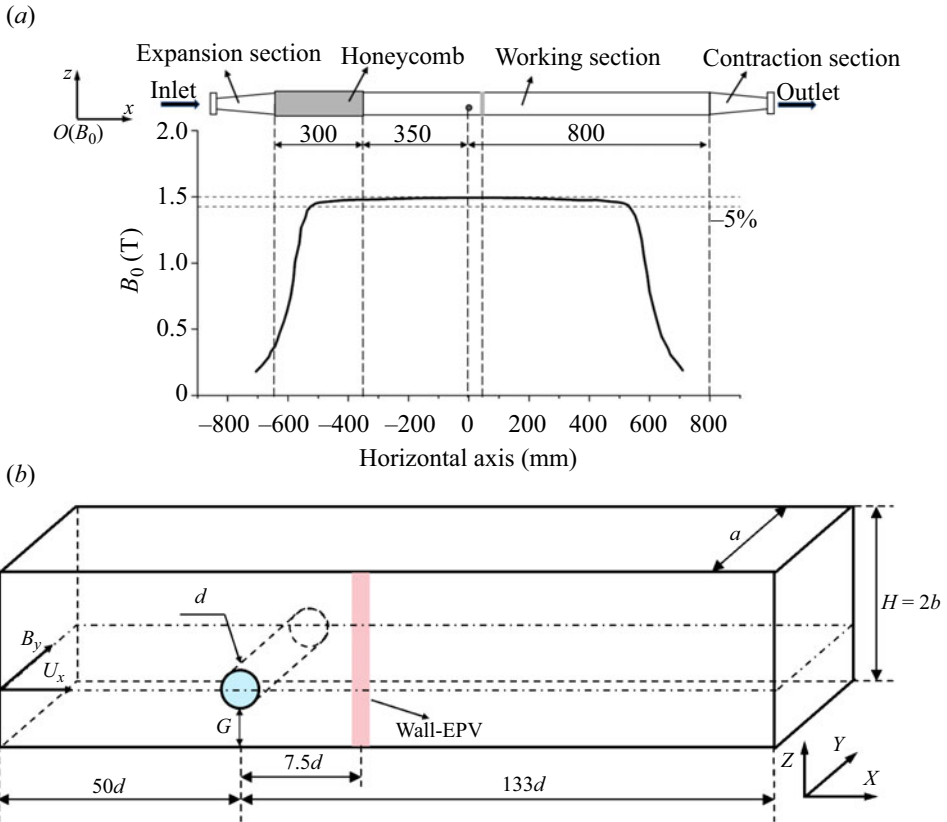 (a)
Expansion section
Honeycomb
Working section
Contraction section
z
Inlet
Outlet
x
O(B₀)
300
350
800
2.0
1.5
–5%
B₀ (T)
1.0
0.5
0
–800 –600 –400 –200 0 200 400 600 800
Horizontal axis (mm)
(b)
a
d
H = 2b
B_y
U_x
G
Wall-EPV
7.5d
Z
Y
X
50d
133d